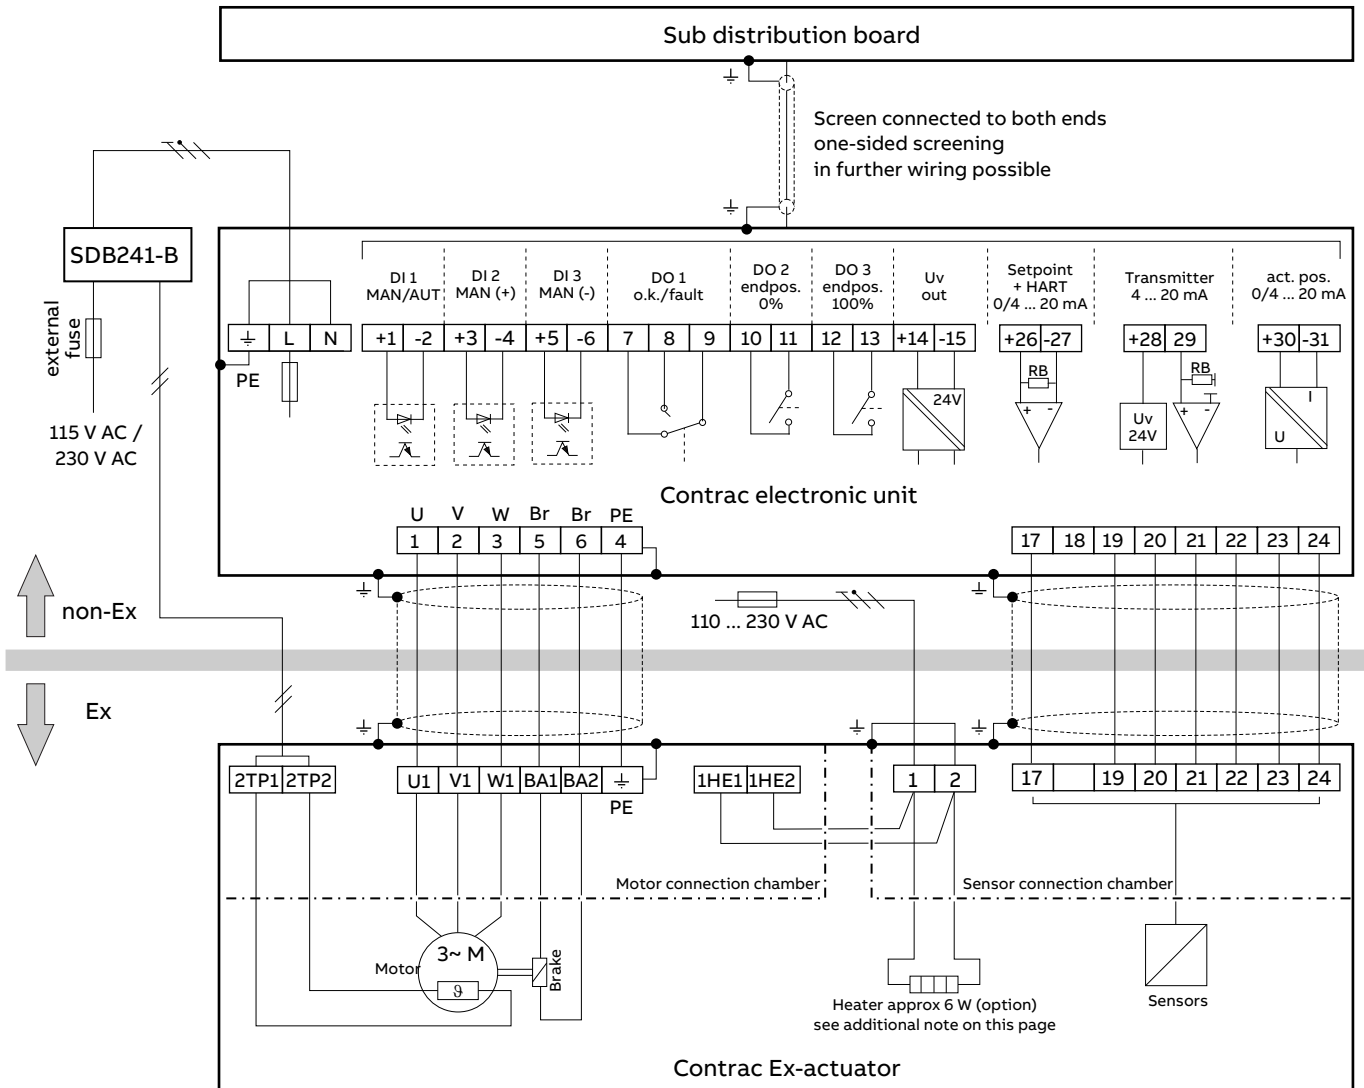 Sub distribution board
Screen connected to both ends
one-sided screening
in further wiring possible
SDB241-B
external
fuse
115 V AC /
230 V AC
DI 1
MAN/AUT
DI 2
MAN (+)
DI 3
MAN (-)
DO 1
o.k./fault
DO 2
endpos.
0%
DO 3
endpos.
100%
Uv
out
Setpoint
+ HART
0/4 ... 20 mA
Transmitter
4 ... 20 mA
act. pos.
0/4 ... 20 mA
L N
+1 -2 +3 -4 +5 -6 7 8 9 10 11 12 13 +14 -15 +26 -27 +28 29 +30 -31
PE
RB
+ -
RB
+ -
24V
Uv
24V
I
U
Contrac electronic unit
U V W Br Br PE
1 2 3 5 6 4
17 18 19 20 21 22 23 24
non-Ex
110 ... 230 V AC
Ex
2TP1 2TP2
U1 V1 W1 BA1 BA2
PE
1HE1 1HE2
1 2
17 19 20 21 22 23 24
Motor connection chamber
Sensor connection chamber
3~ M
Motor
ϑ
Brake
Heater approx 6 W (option)
see additional note on this page
Sensors
Contrac Ex-actuator